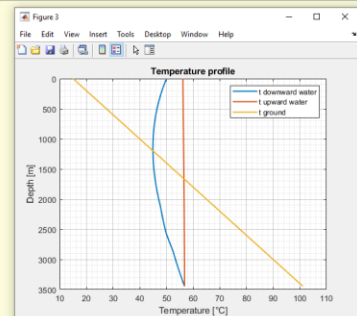 Figure 3
File Edit View Insert Tools Desktop Window Help
Temperature profile
t downward water
t upward water
t ground
Depth [m]
0
500
1000
1500
2000
2500
3000
3500
10 20 30 40 50 60 70 80 90 100 110
Temperature [°C]